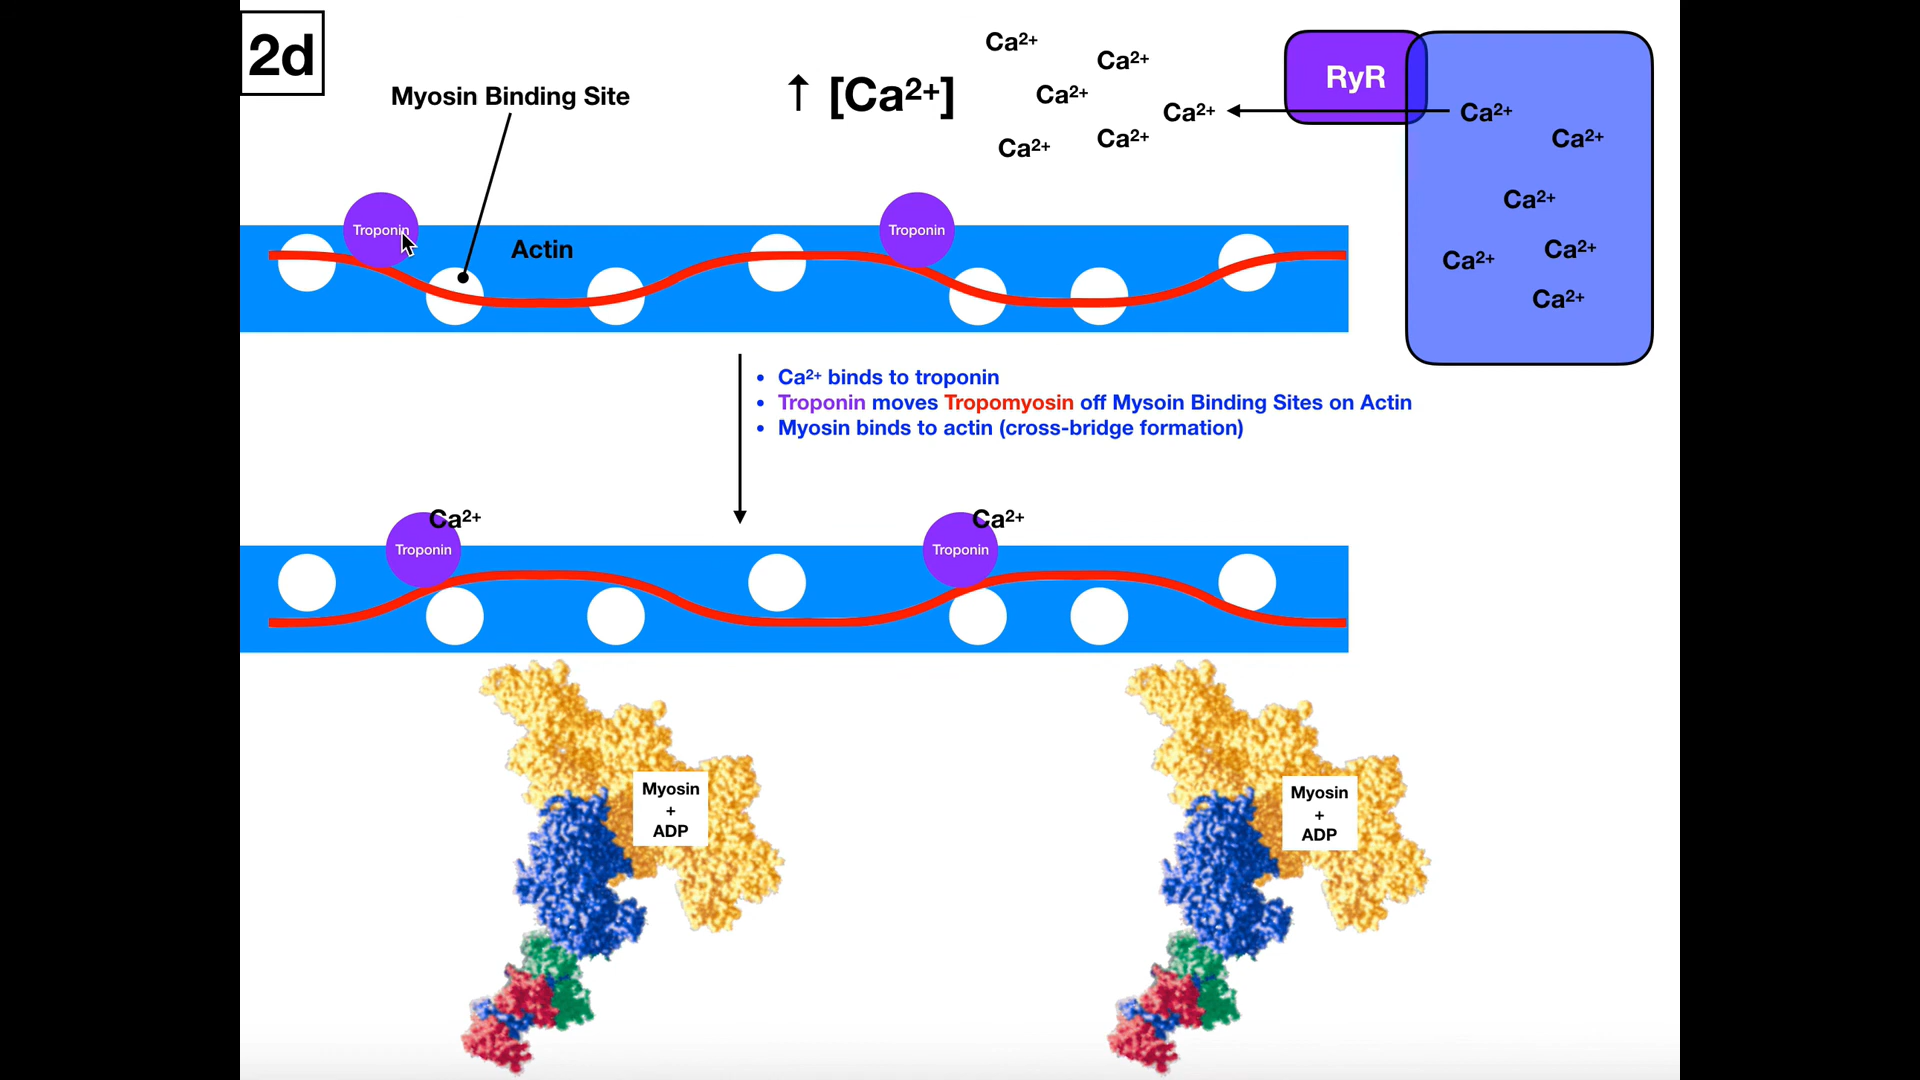 2d
Myosin Binding Site
↑ [Ca²⁺]
Ca²⁺
Ca²⁺
Ca²⁺
Ca²⁺
Ca²⁺
Ca²⁺
RyR
Ca²⁺
Ca²⁺
Ca²⁺
Ca²⁺
Ca²⁺
Ca²⁺
Troponin
Actin
Troponin
• Ca²⁺ binds to troponin
• Troponin moves Tropomyosin off Mysoin Binding Sites on Actin
• Myosin binds to actin (cross-bridge formation)
Ca²⁺
Troponin
Ca²⁺
Troponin
Myosin
+
ADP
Myosin
+
ADP